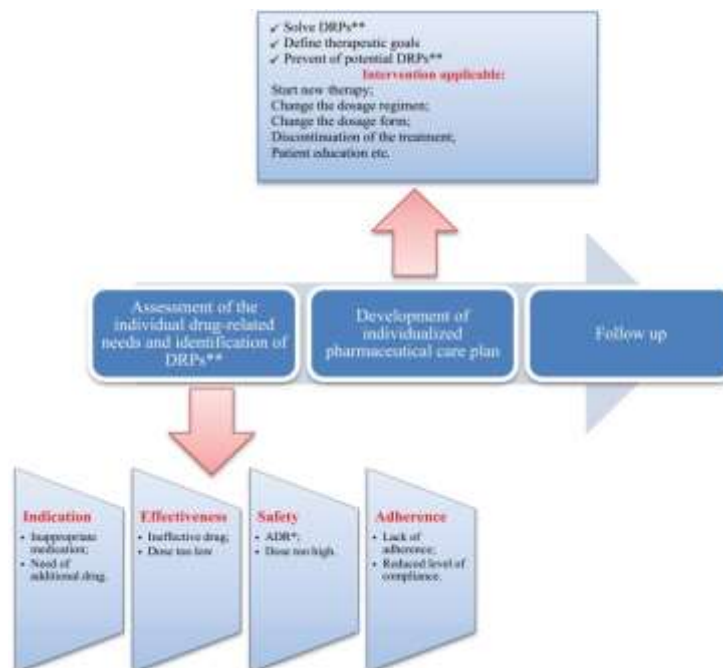 ✓ Solve DRPs**
✓ Define therapeutic goals
✓ Prevent of potential DRPs**
Intervention applicable:
Start new therapy;
Change the dosage regimen;
Change the dosage form;
Discontinuation of the treatment;
Patient education etc.
Assessment of the
individual drug-related
needs and identification of
DRPs**
Development of
individualized
pharmaceutical care plan
Follow up
Indication
• Inappropriate
medication;
• Need of
additional drug.
Effectiveness
• Ineffective drug;
• Dose too low
Safety
• ADR*;
• Dose too high.
Adherence
• Lack of
adherence;
• Reduced level of
compliance.